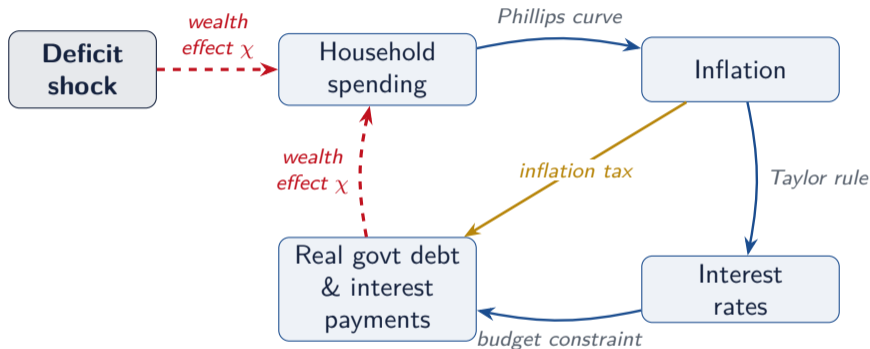 Deficit
shock
wealth
effect χ
Household
spending
Phillips curve
Inflation
wealth
effect χ
inflation tax
Taylor rule
Real govt debt
& interest
payments
budget constraint
Interest
rates